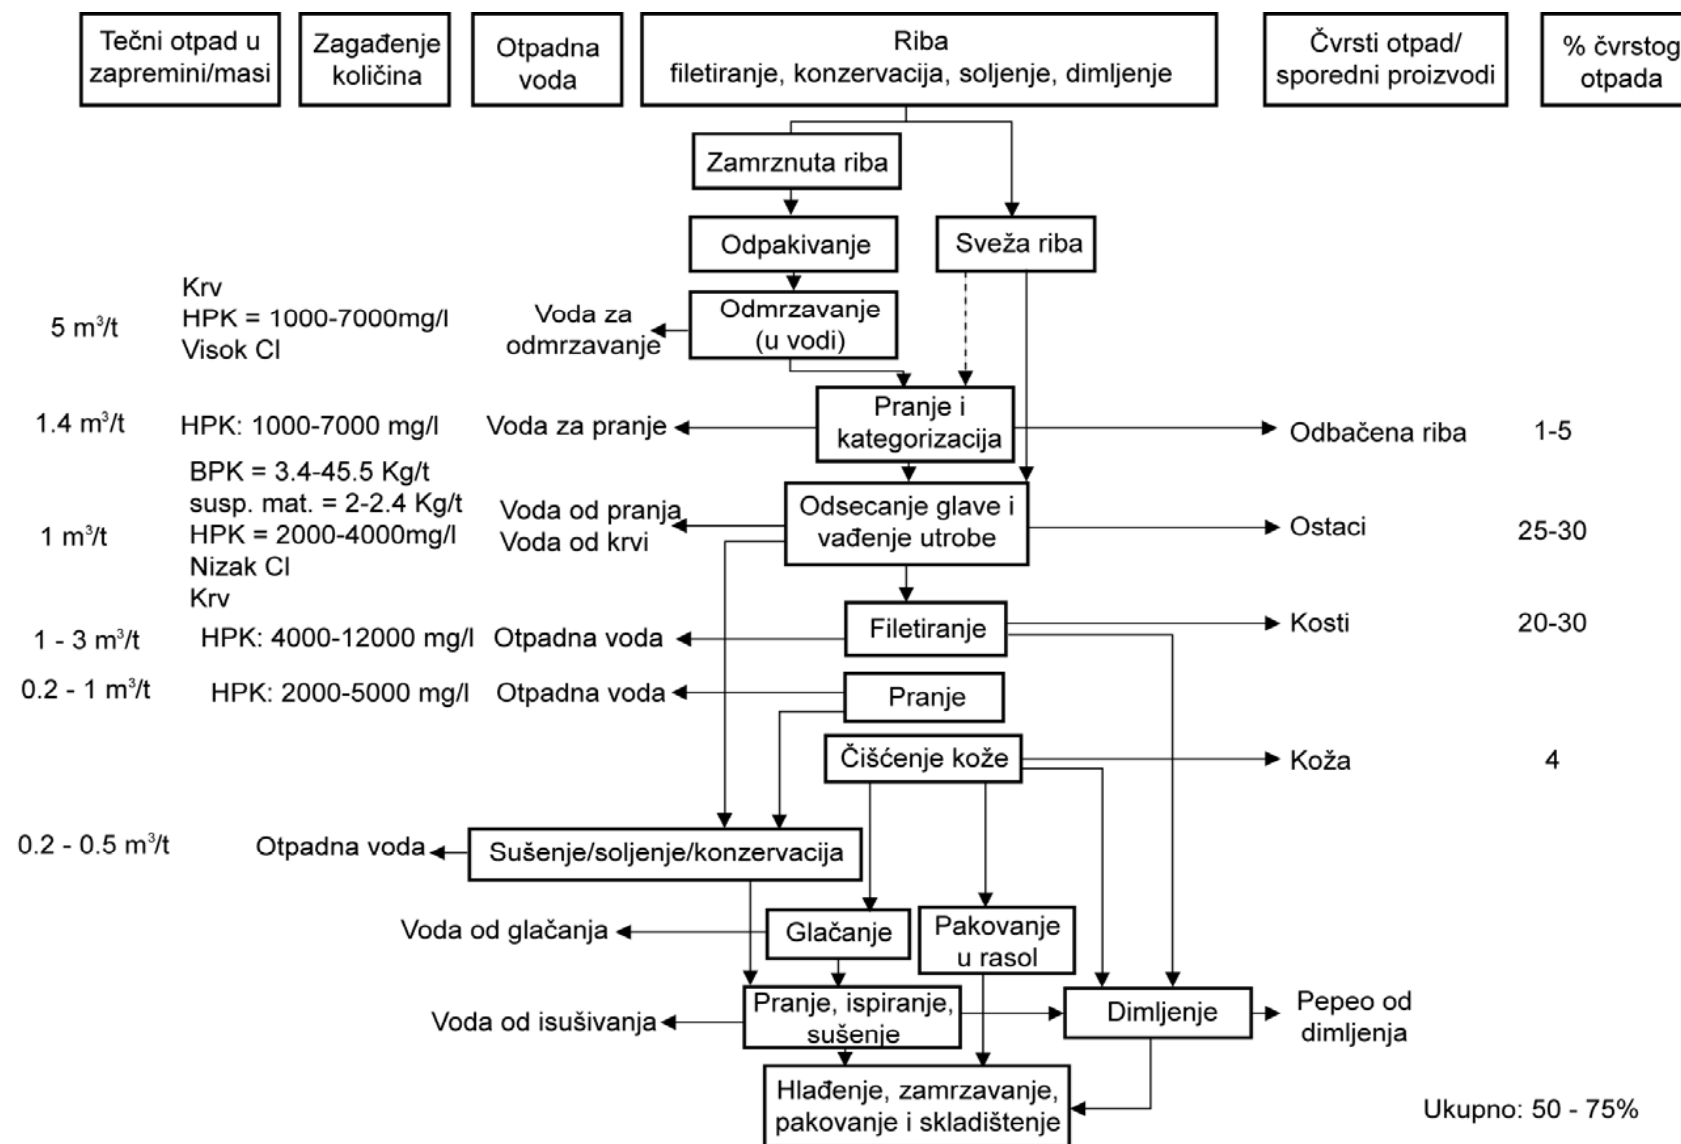 Tečni otpad u
zapremini/masi
Zagađenje
količina
Otpadna
voda
Riba
filetiranje, konzervacija, soljenje, dimljenje
Čvrsti otpad/
sporedni proizvodi
% čvrstog
otpada
Zamrznuta riba
Odpakivanje
Sveža riba
5 m³/t
Krv
HPK = 1000-7000mg/l
Visok Cl
Voda za
odmrzavanje
Odmrzavanje
(u vodi)
1.4 m³/t
HPK: 1000-7000 mg/l
Voda za pranje
Pranje i
kategorizacija
Odbačena riba
1-5
1 m³/t
BPK = 3.4-45.5 Kg/t
susp. mat. = 2-2.4 Kg/t
HPK = 2000-4000mg/l
Nizak Cl
Krv
Voda od pranja
Voda od krvi
Odsecanje glave i
vađenje utrobe
Ostaci
25-30
1 - 3 m³/t
HPK: 4000-12000 mg/l
Otpadna voda
Filetiranje
Kosti
20-30
0.2 - 1 m³/t
HPK: 2000-5000 mg/l
Otpadna voda
Pranje
Čišćenje kože
Koža
4
0.2 - 0.5 m³/t
Otpadna voda
Sušenje/soljenje/konzervacija
Voda od glačanja
Glačanje
Pakovanje
u rasol
Voda od isušivanja
Pranje, ispiranje,
sušenje
Dimljenje
Pepeo od
dimljenja
Hlađenje, zamrzavanje,
pakovanje i skladištenje
Ukupno: 50 - 75%